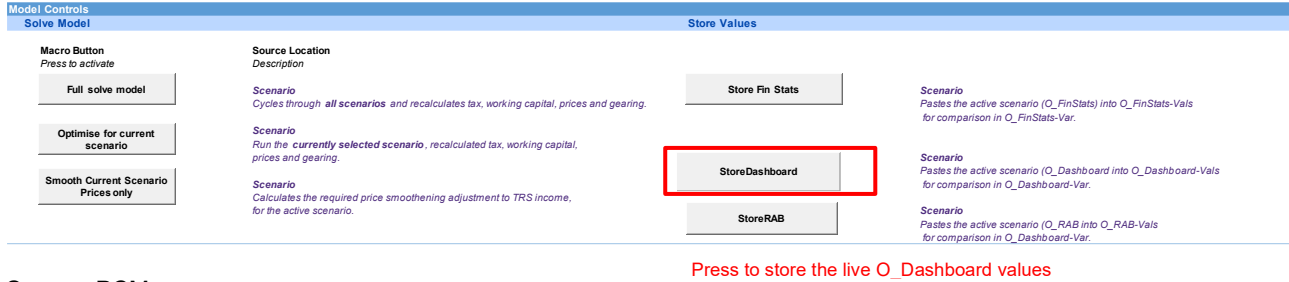 Model Controls
Solve Model
Store Values
Macro Button
Press to activate
Source Location
Description
Full solve model
Scenario
Cycles through all scenarios and recalculates tax, working capital, prices and gearing.
Optimise for current
scenario
Scenario
Run the currently selected scenario, recalculated tax, working capital,
prices and gearing.
Smooth Current Scenario
Prices only
Scenario
Calculates the required price smoothening adjustment to TRS income,
for the active scenario.
Store Fin Stats
Scenario
Pastes the active scenario (O_FinStats) into O_FinStats-Vals
for comparison in O_FinStats-Var.
StoreDashboard
Scenario
Pastes the active scenario (O_Dashboard into O_Dashboard-Vals
for comparison in O_Dashboard-Var.
StoreRAB
Scenario
Pastes the active scenario (O_RAB into O_RAB-Vals
for comparison in O_Dashboard-Var.
Press to store the live O_Dashboard values